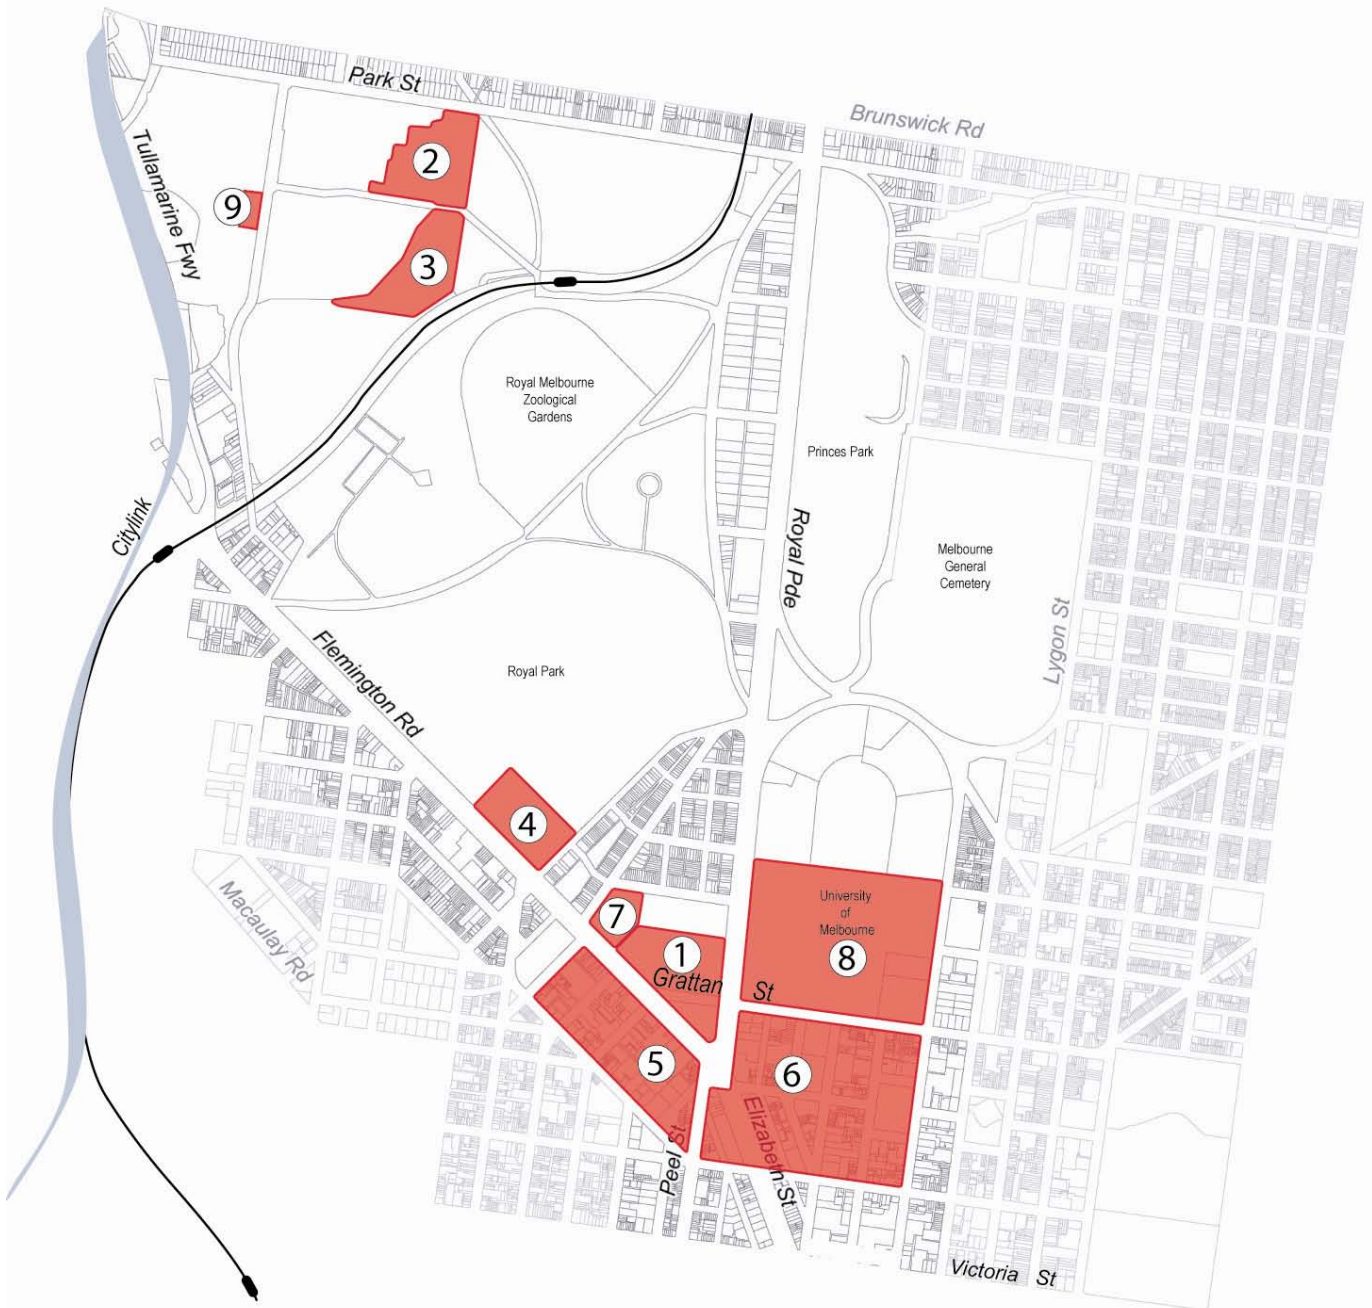 Park St
Brunswick Rd
2
Tullamarine Fwy
9
3
Royal Melbourne
Zoological
Gardens
Princes Park
Citylink
Royal Pde
Melbourne
General
Cemetery
Lygon St
Flemington Rd
Royal Park
4
Macaulay Rd
7
1
Grattan St
University
of
Melbourne
8
5
6
Elizabeth St
Peel St
Victoria St